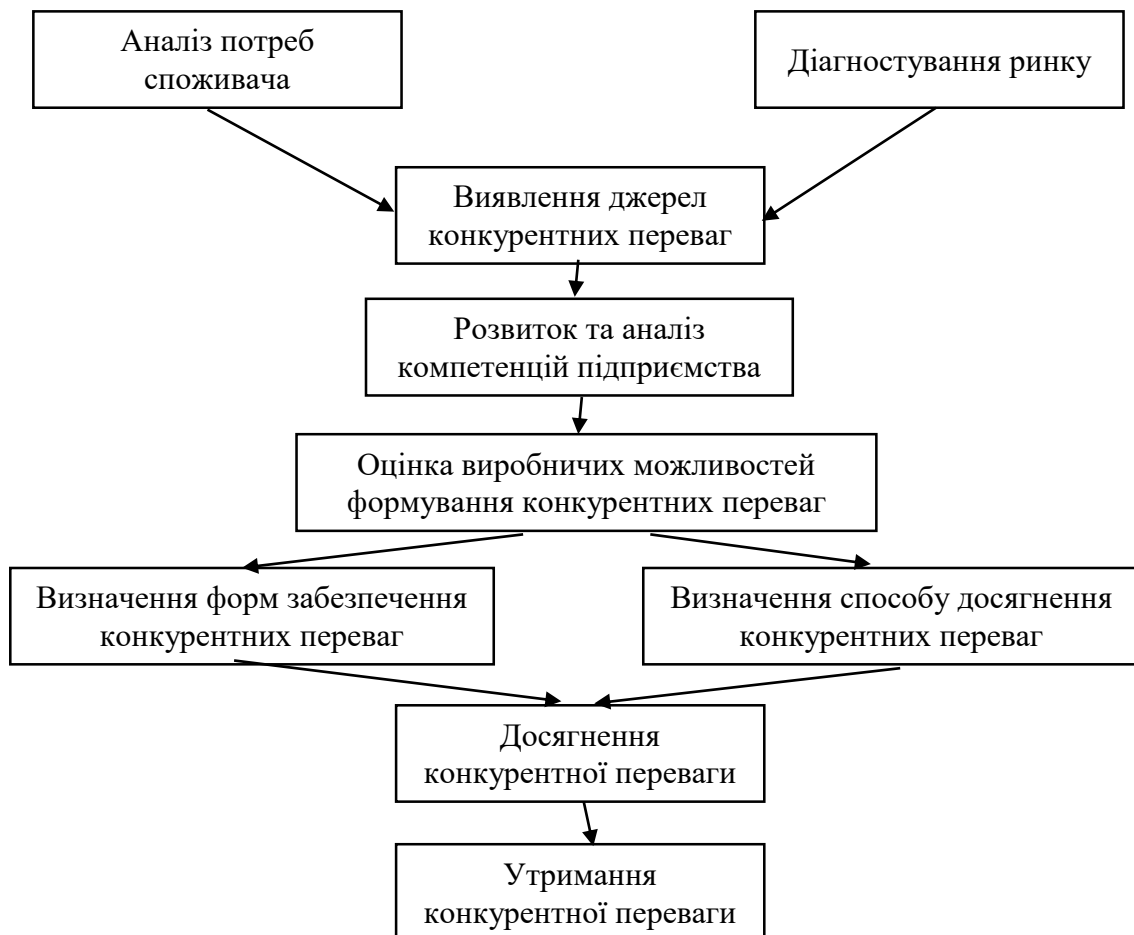 Аналіз потреб
споживача
Діагностування ринку
Виявлення джерел
конкурентних переваг
Розвиток та аналіз
компетенцій підприємства
Оцінка виробничих можливостей
формування конкурентних переваг
Визначення форм забезпечення
конкурентних переваг
Визначення способу досягнення
конкурентних переваг
Досягнення
конкурентної переваги
Утримання
конкурентної переваги